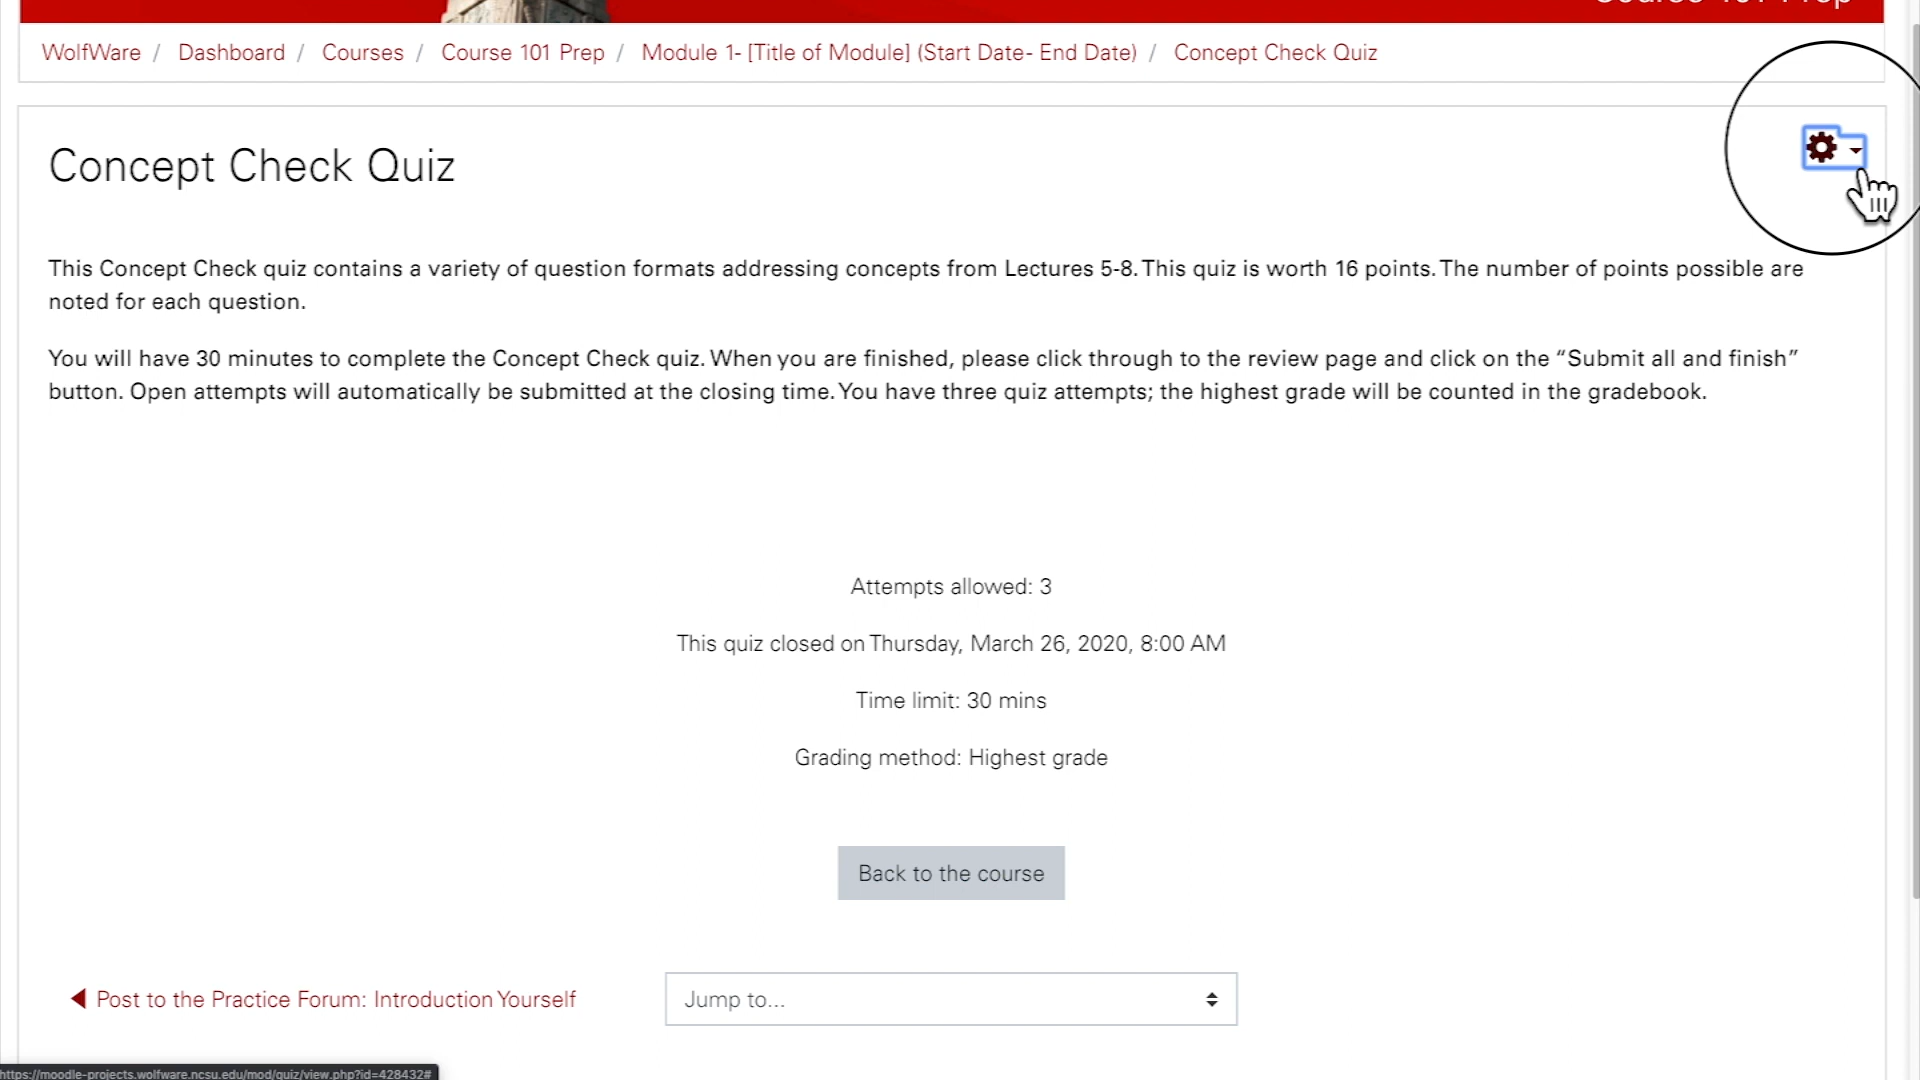 Course 101 Prep
WolfWare / Dashboard / Courses / Course 101 Prep / Module 1- [Title of Module] (Start Date- End Date) / Concept Check Quiz
Concept Check Quiz
This Concept Check quiz contains a variety of question formats addressing concepts from Lectures 5-8. This quiz is worth 16 points. The number of points possible are
noted for each question.
You will have 30 minutes to complete the Concept Check quiz. When you are finished, please click through to the review page and click on the “Submit all and finish”
button. Open attempts will automatically be submitted at the closing time. You have three quiz attempts; the highest grade will be counted in the gradebook.
Attempts allowed: 3
This quiz closed on Thursday, March 26, 2020, 8:00 AM
Time limit: 30 mins
Grading method: Highest grade
Back to the course
Post to the Practice Forum: Introduction Yourself
Jump to...
https://moodle-projects.wolfware.ncsu.edu/mod/quiz/view.php?id=428432#